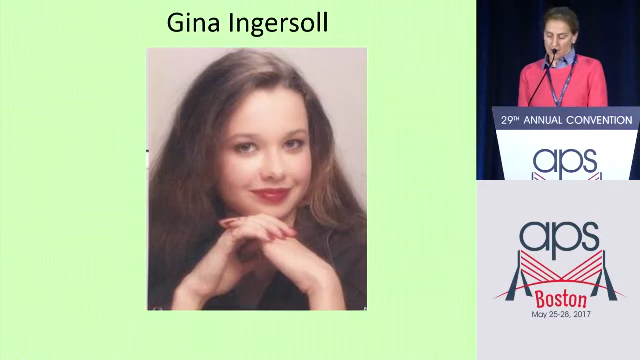 Gina Ingersoll
29TH ANNUAL CONVENTION
aps
aps
Boston
May 25-28, 2017